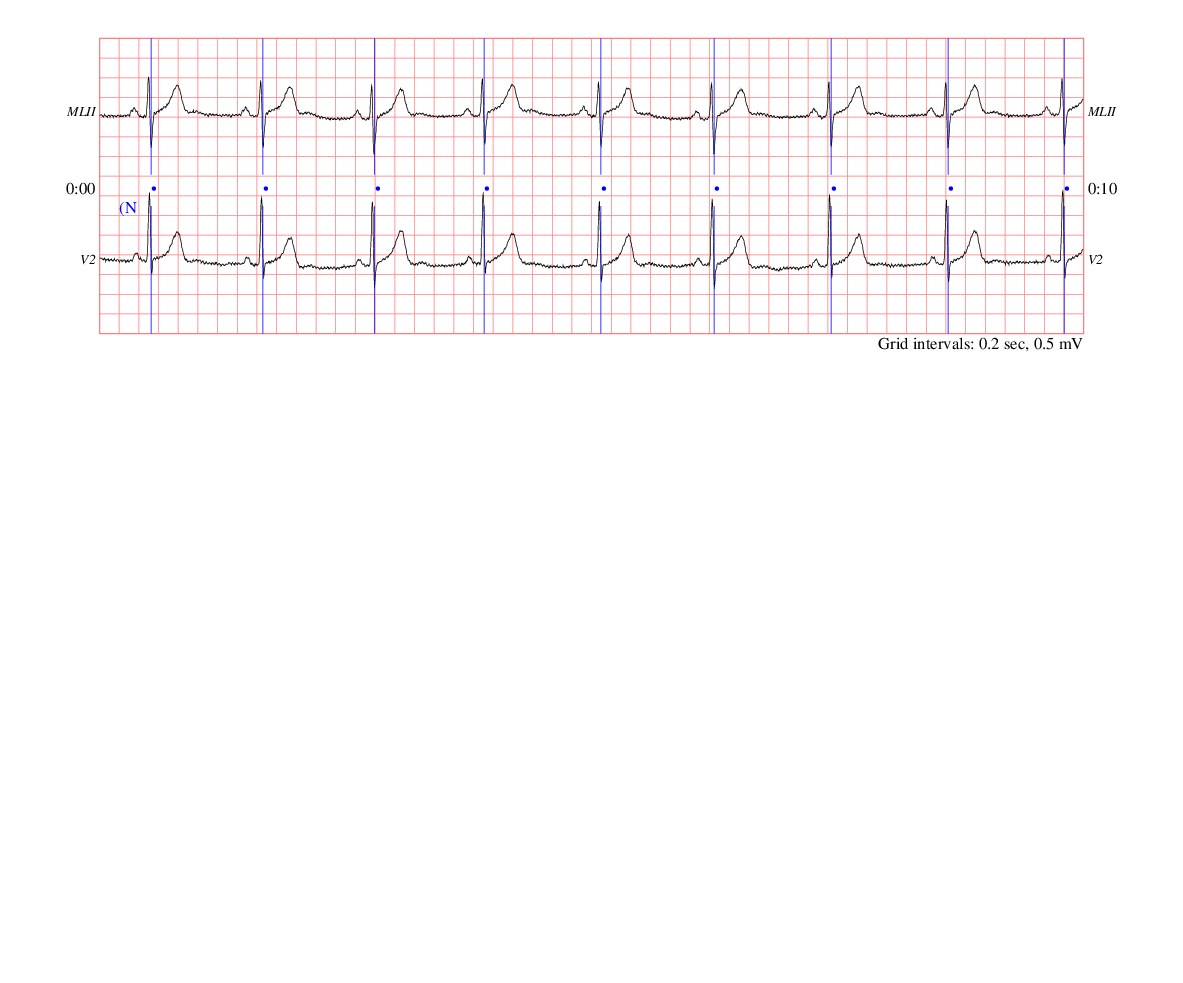 MLII MLII
0:00 0:10
(N
V2 V2
Grid intervals: 0.2 sec, 0.5 mV